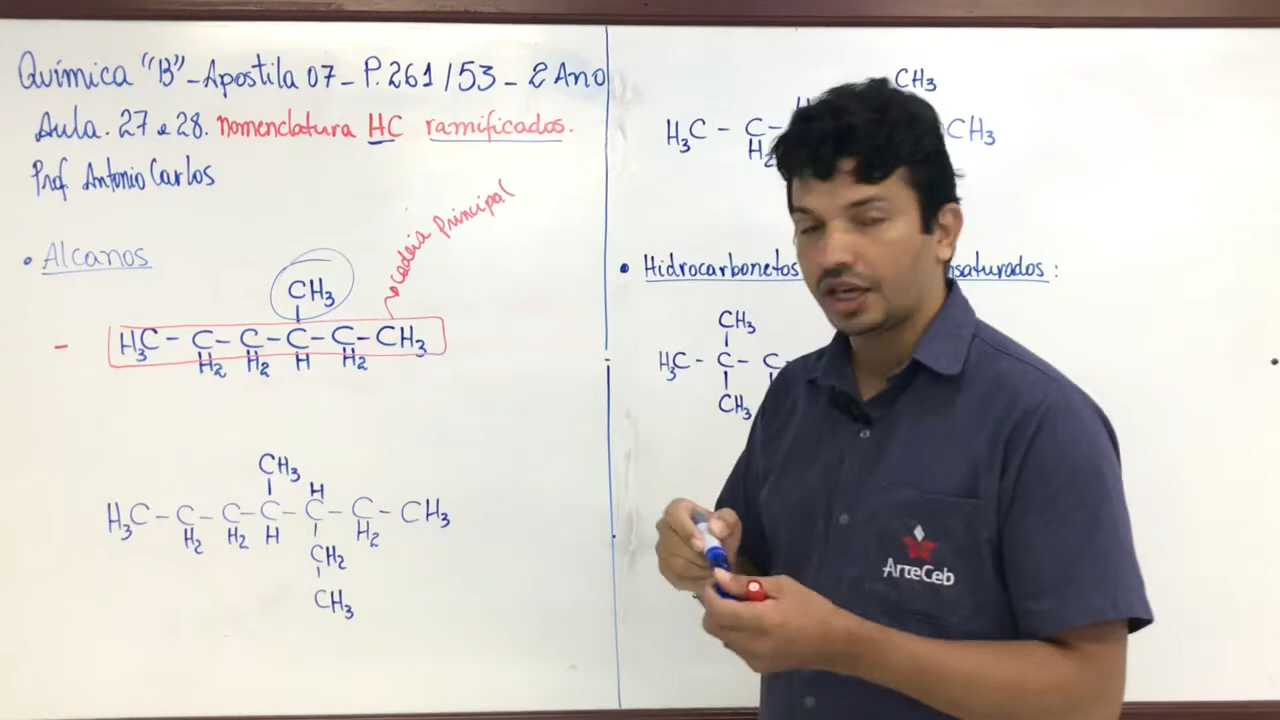 Química "B" - Apostila 07 - P. 261 / 53 - 2 Ano
Aula. 27 e 28. nomenclatura HC ramificados.
Prof Antonio Carlos
• Alcanos
cadeia Principal
CH3
- H3C - C - C - C - C - CH3
H2 H2 H H2
CH3 H
H3C - C - C - C - C - C - CH3
H2 H2 H H2
CH2
CH3
CH3
H3C - C - CH3
H2
• Hidrocarbonetos saturados :
CH3
H3C - C - C -
CH3
ArteCeb